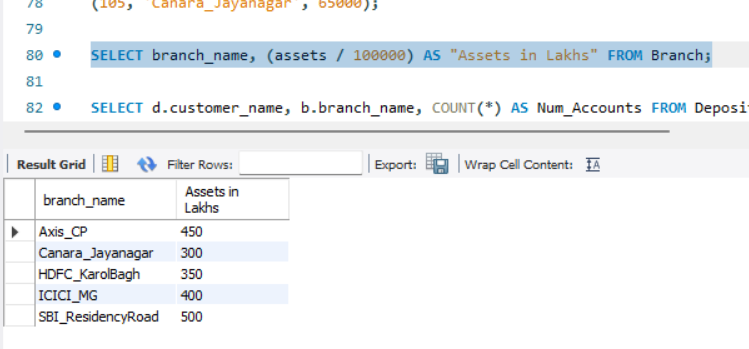 78 (105, 'Canara_Jayanagar', 65000);
79
80 SELECT branch_name, (assets / 100000) AS "Assets in Lakhs" FROM Branch;
81
82 SELECT d.customer_name, b.branch_name, COUNT(*) AS Num_Accounts FROM Deposi
Result Grid Filter Rows: Export: Wrap Cell Content: IA
branch_name Assets in Lakhs
Axis_CP 450
Canara_Jayanagar 300
HDFC_KarolBagh 350
ICICI_MG 400
SBI_ResidencyRoad 500